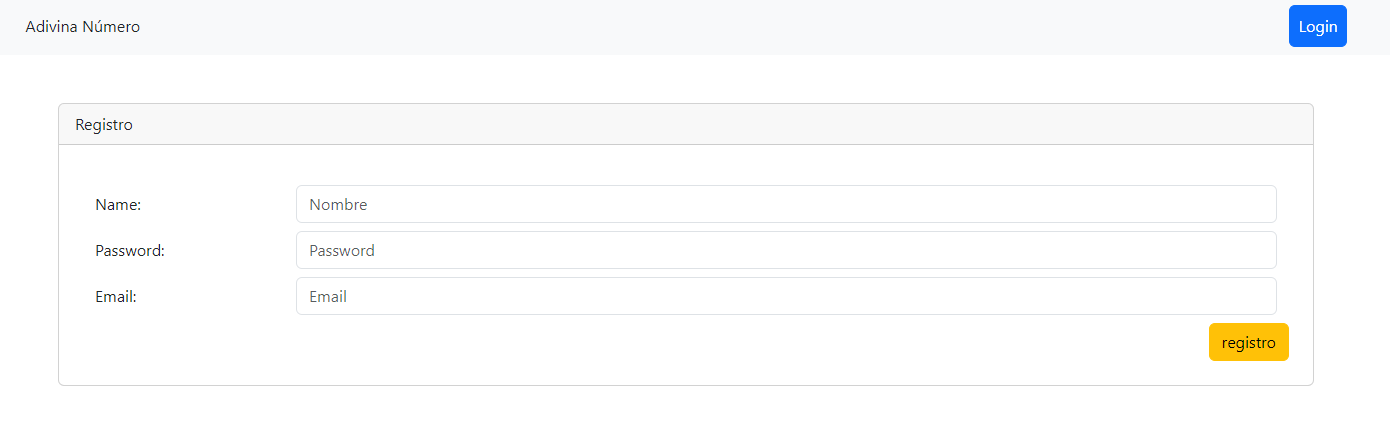 Adivina Número Login
Registro
Name: Nombre
Password: Password
Email: Email
registro